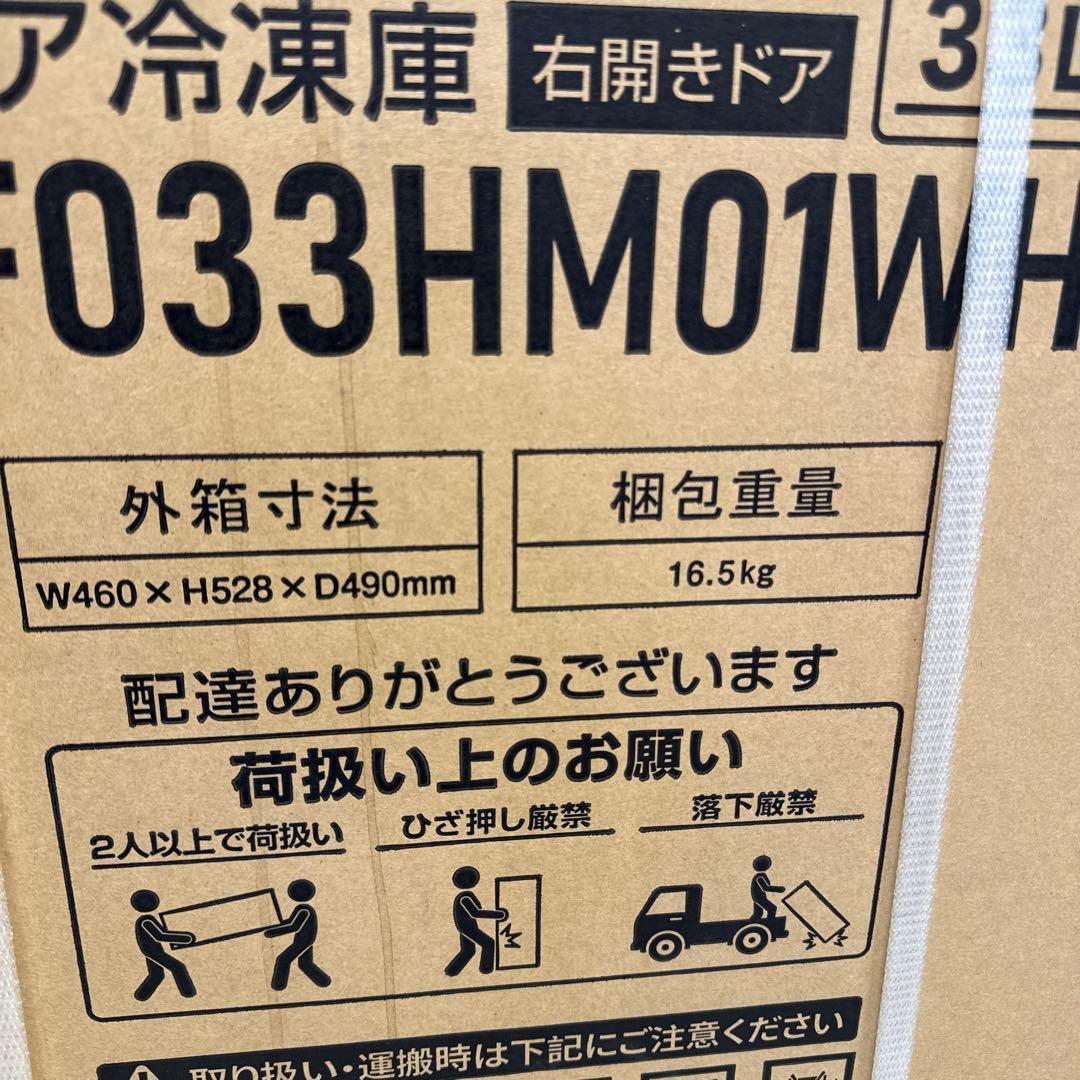 ア冷凍庫 右開きドア
F033HM01WH
外箱寸法
W460×H528×D490mm
梱包重量
16.5kg
配達ありがとうございます
荷扱い上のお願い
2人以上で荷扱い
ひざ押し厳禁
落下厳禁
取り扱い・運搬時は下記にご注意ください